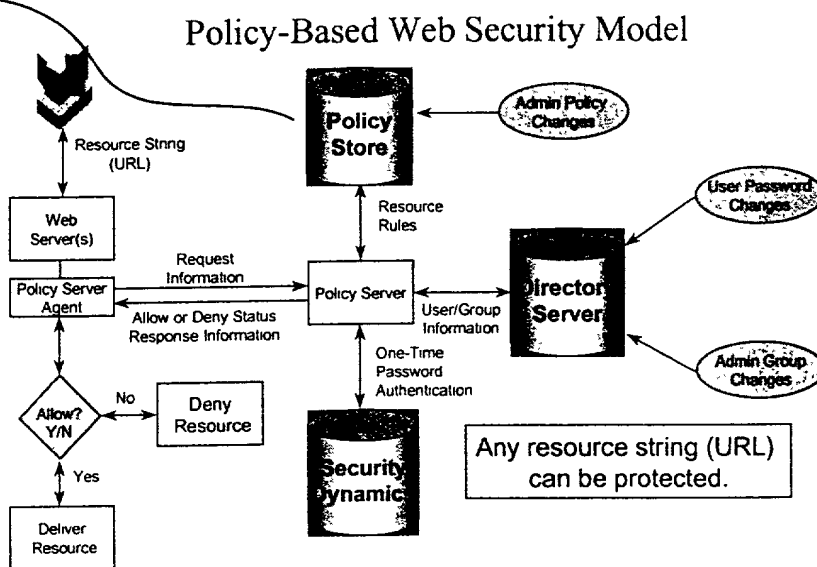 Policy-Based Web Security Model
Resource String
(URL)
Policy
Store
Admin Policy
Changes
User Password
Changes
Web
Server(s)
Resource
Rules
Request
Information
Policy Server
Agent
Policy Server
Allow or Deny Status
Response Information
User/Group
Information
Director
Server
One-Time
Password
Authentication
Admin Group
Changes
Allow?
Y/N
No
Deny
Resource
Yes
Security
Dynamic
Any resource string (URL)
can be protected.
Deliver
Resource